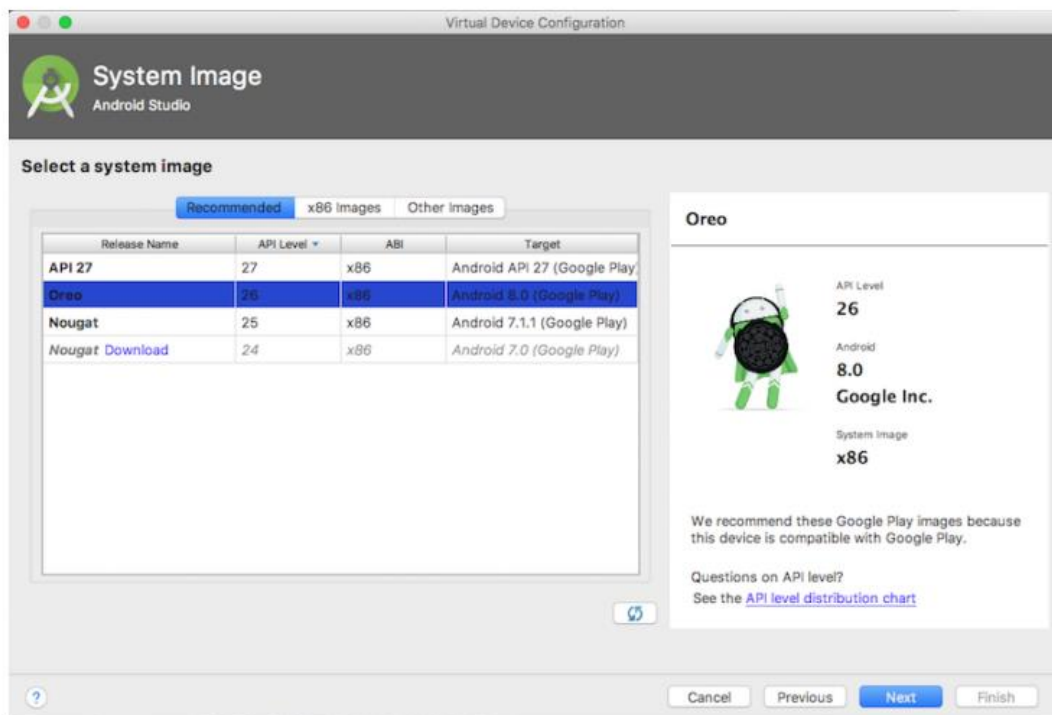 Virtual Device Configuration
System Image
Android Studio
Select a system image
Recommended x86 Images Other Images
Release Name API Level ABI Target
API 27 27 x86 Android API 27 (Google Play)
Oreo 26 x86 Android 8.0 (Google Play)
Nougat 25 x86 Android 7.1.1 (Google Play)
Nougat Download 24 x86 Android 7.0 (Google Play)
Oreo
API Level
26
Android
8.0
Google Inc.
System Image
x86
We recommend these Google Play images because
this device is compatible with Google Play.
Questions on API level?
See the API level distribution chart
? Cancel Previous Next Finish